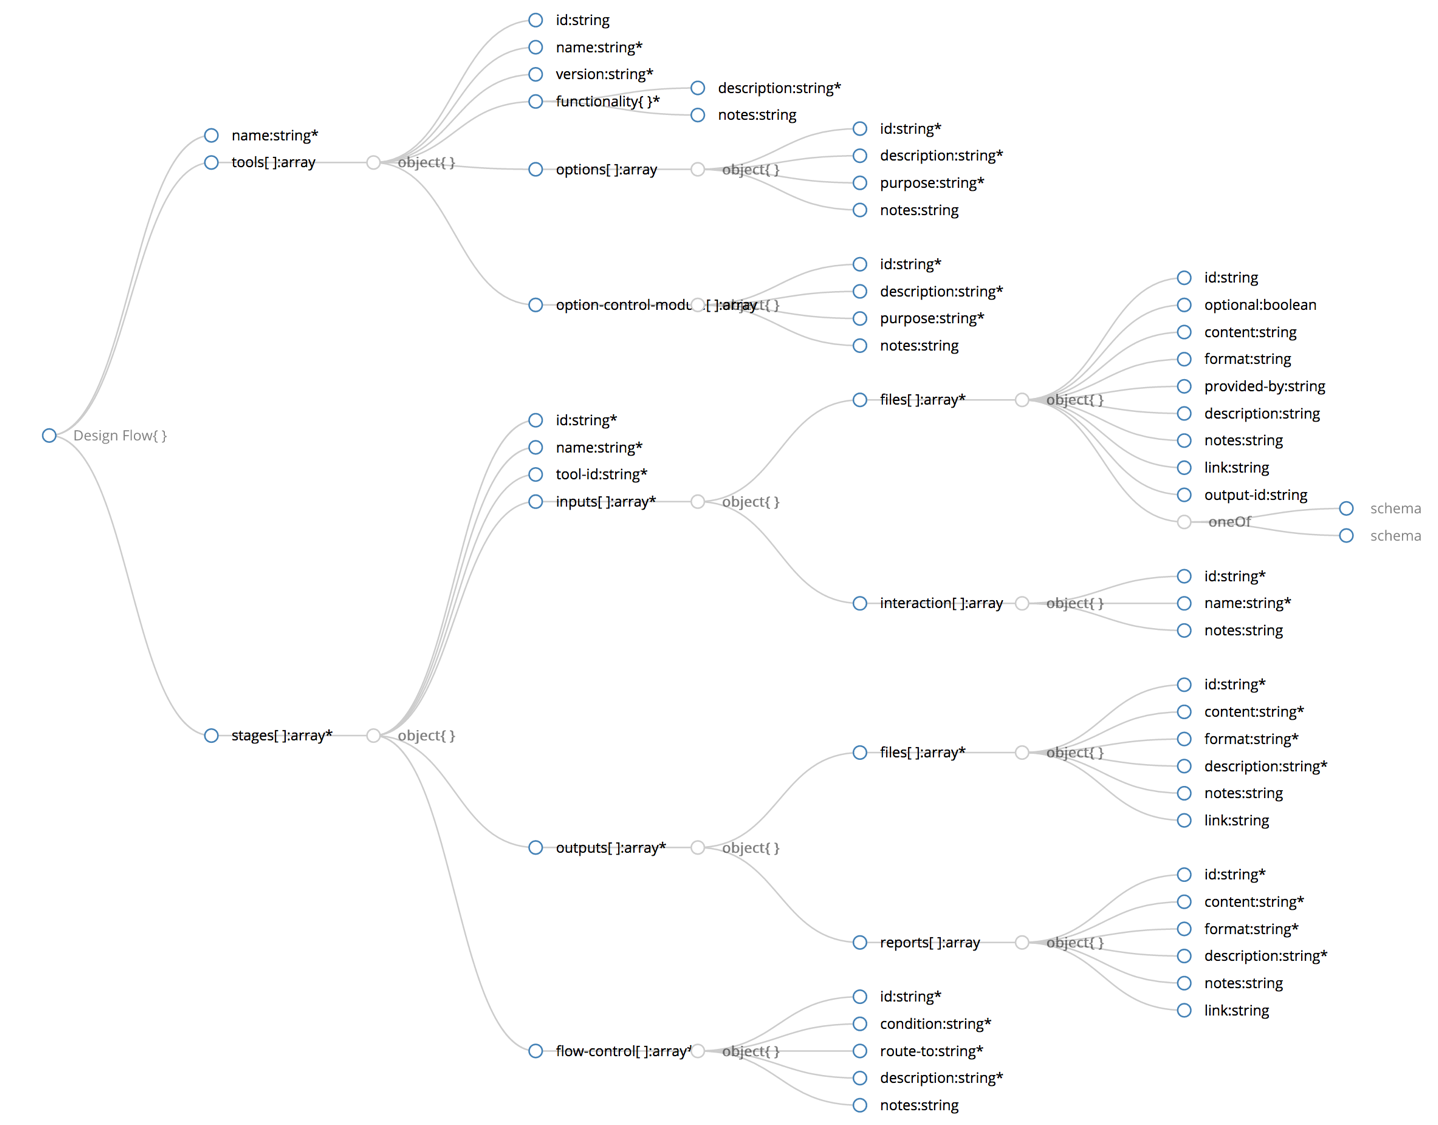 Design Flow{ }
name:string*
tools[ ]:array
object{ }
id:string
name:string*
version:string*
functionality{ }*
description:string*
notes:string
options[ ]:array
object{ }
id:string*
description:string*
purpose:string*
notes:string
[ ]:array
id:string*
description:string*
purpose:string*
notes:string
stages[ ]:array*
object{ }
id:string*
name:string*
tool-id:string*
inputs[ ]:array*
object{ }
files[ ]:array*
object{ }
id:string
optional:boolean
content:string
format:string
provided-by:string
description:string
notes:string
link:string
output-id:string
oneOf
schema
schema
interaction[ ]:array
object{ }
id:string*
name:string*
notes:string
outputs[ ]:array*
object{ }
files[ ]:array*
object{ }
id:string*
content:string*
format:string*
description:string*
notes:string
link:string
reports[ ]:array
object{ }
id:string*
content:string*
format:string*
description:string*
notes:string
link:string
flow-control[ ]:array*
object{ }
id:string*
condition:string*
route-to:string*
description:string*
notes:string